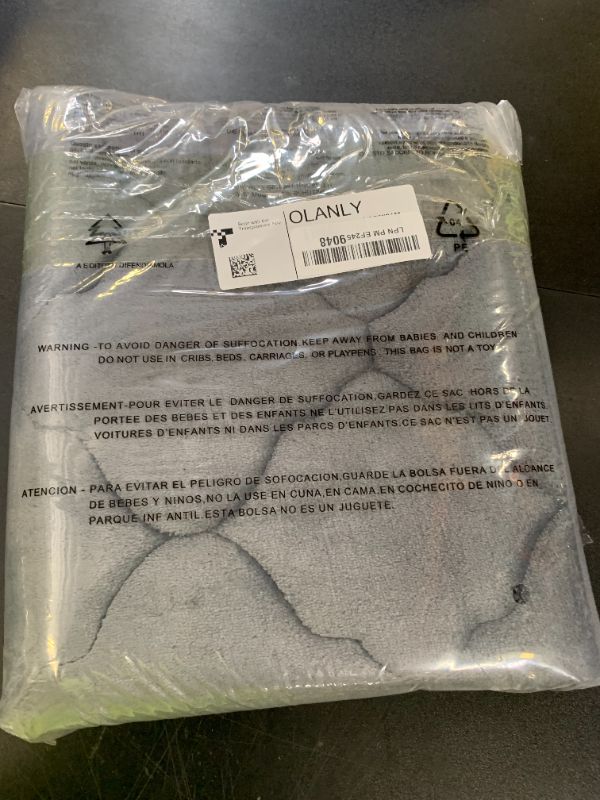 OLANLY
LPN PM EF2469048
04
PE
A E DITORI DIFENDIAMOLA
WARNING -TO AVOID DANGER OF SUFFOCATION.KEEP AWAY FROM BABIES AND CHILDREN
DO NOT USE IN CRIBS, BEDS, CARRIAGES, OR PLAYPENS, THIS BAG IS NOT A TOY
AVERTISSEMENT-POUR EVITER LE DANGER DE SUFFOCATION,GARDEZ CE SAC HORS DE LA
PORTEE DES BEBES ET DES ENFANTS NE L'UTILISEZ PAS DANS LES LITS D'ENFANTS.
VOITURES D'ENFANTS NI DANS LES PARCS D'ENFANTS.CE SAC N'EST PAS UN JOUET.
ATENCION - PARA EVITAR EL PELIGRO DE SOFOCACION,GUARDE LA BOLSA FUERA DEL ALCANCE
DE BEBES Y NINOS,NO LA USE EN CUNA,EN CAMA.EN COCHECITO DE NINO O EN
PARQUE INF ANTIL.ESTA BOLSA NO ES UN JUGUETE.